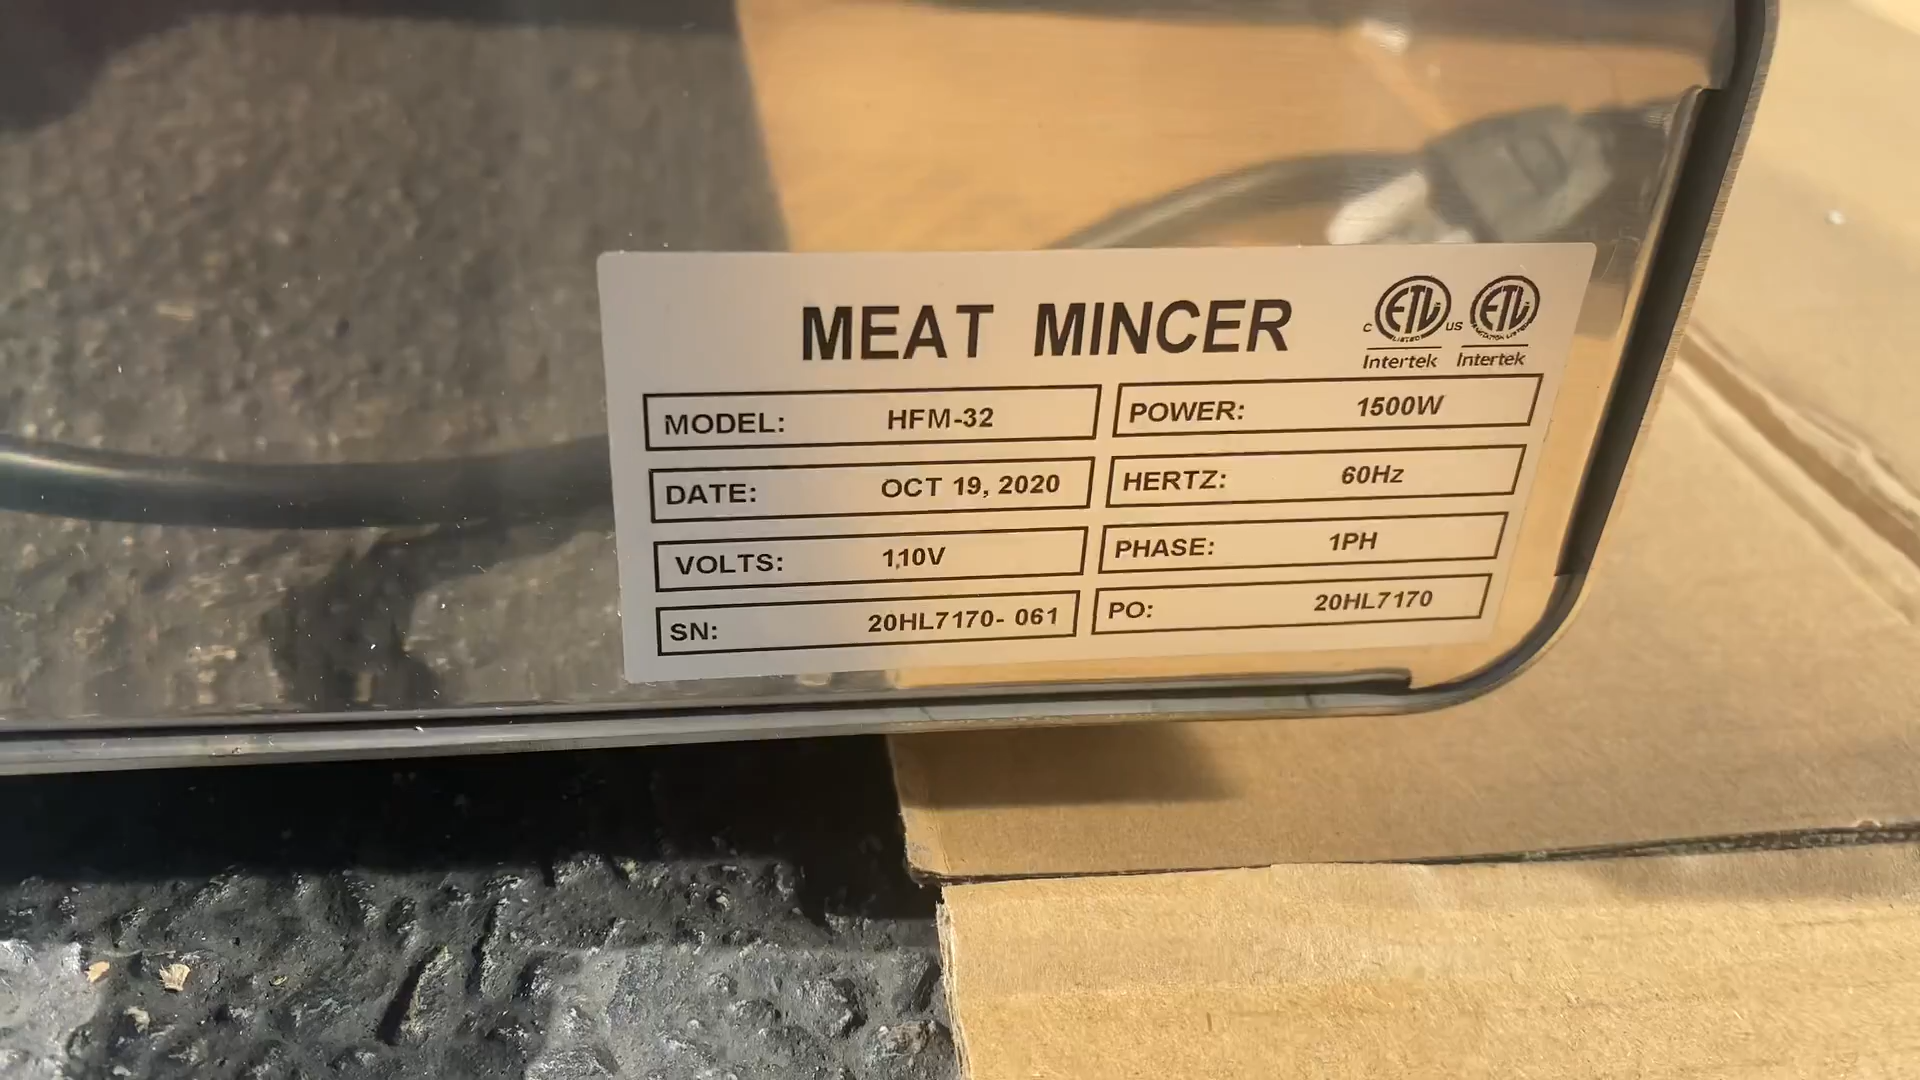 MEAT MINCER
C ETL LISTED US ETL
Intertek Intertek
MODEL: HFM-32 POWER: 1500W
DATE: OCT 19, 2020 HERTZ: 60Hz
VOLTS: 110V PHASE: 1PH
SN: 20HL7170- 061 PO: 20HL7170